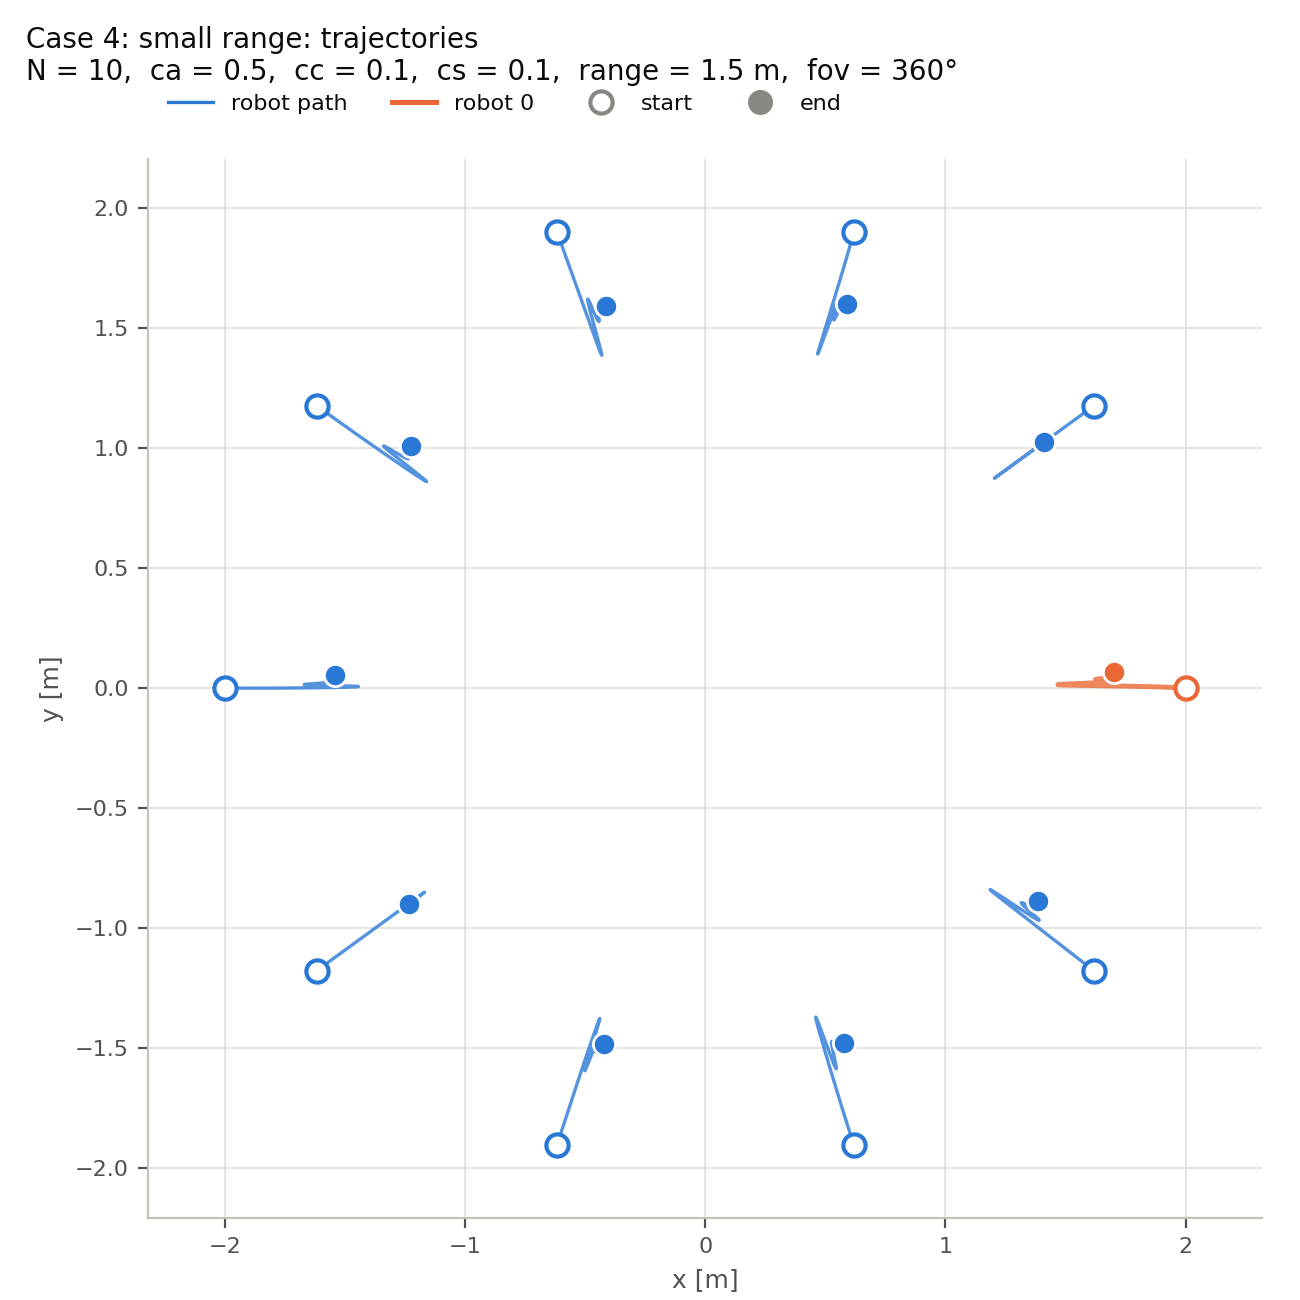 Case 4: small range: trajectories
N = 10,  ca = 0.5,  cc = 0.1,  cs = 0.1,  range = 1.5 m,  fov = 360°
robot path robot 0 start end
2.0
1.5
1.0
0.5
0.0
−0.5
−1.0
−1.5
−2.0
y [m]
−2 −1 0 1 2
x [m]